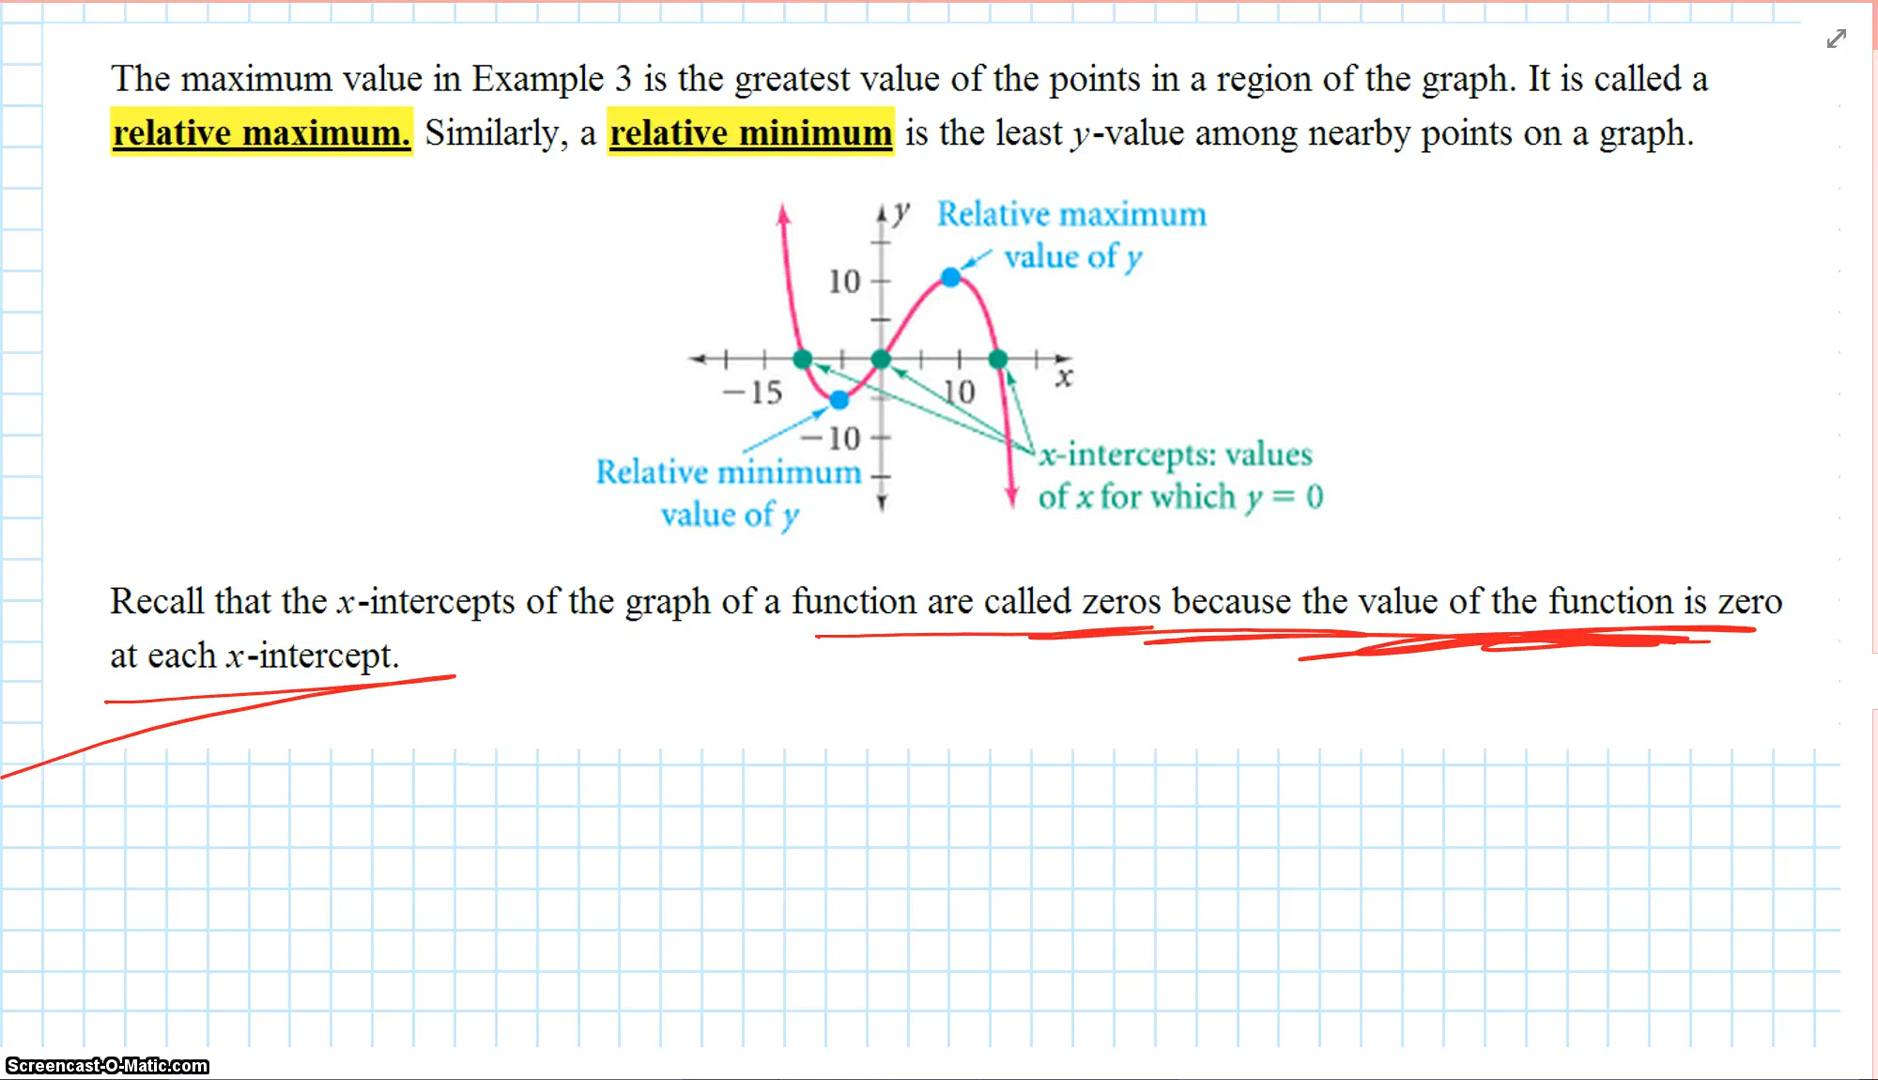 The maximum value in Example 3 is the greatest value of the points in a region of the graph. It is called a
relative maximum. Similarly, a relative minimum is the least y-value among nearby points on a graph.
y Relative maximum
value of y
10
-15
10
x
-10
x-intercepts: values
of x for which y = 0
Relative minimum
value of y
Recall that the x-intercepts of the graph of a function are called zeros because the value of the function is zero
at each x-intercept.
Screencast-O-Matic.com